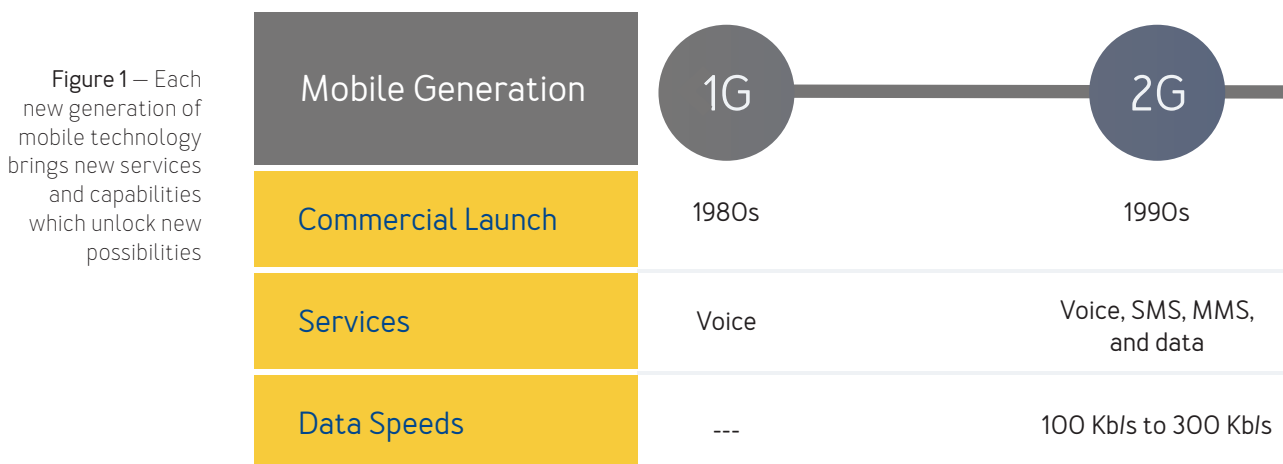 Figure 1 — Each
new generation of
mobile technology
brings new services
and capabilities
which unlock new
possibilities
Mobile Generation
1G
2G
Commercial Launch
1980s
1990s
Services
Voice
Voice, SMS, MMS,
and data
Data Speeds
---
100 Kb/s to 300 Kb/s